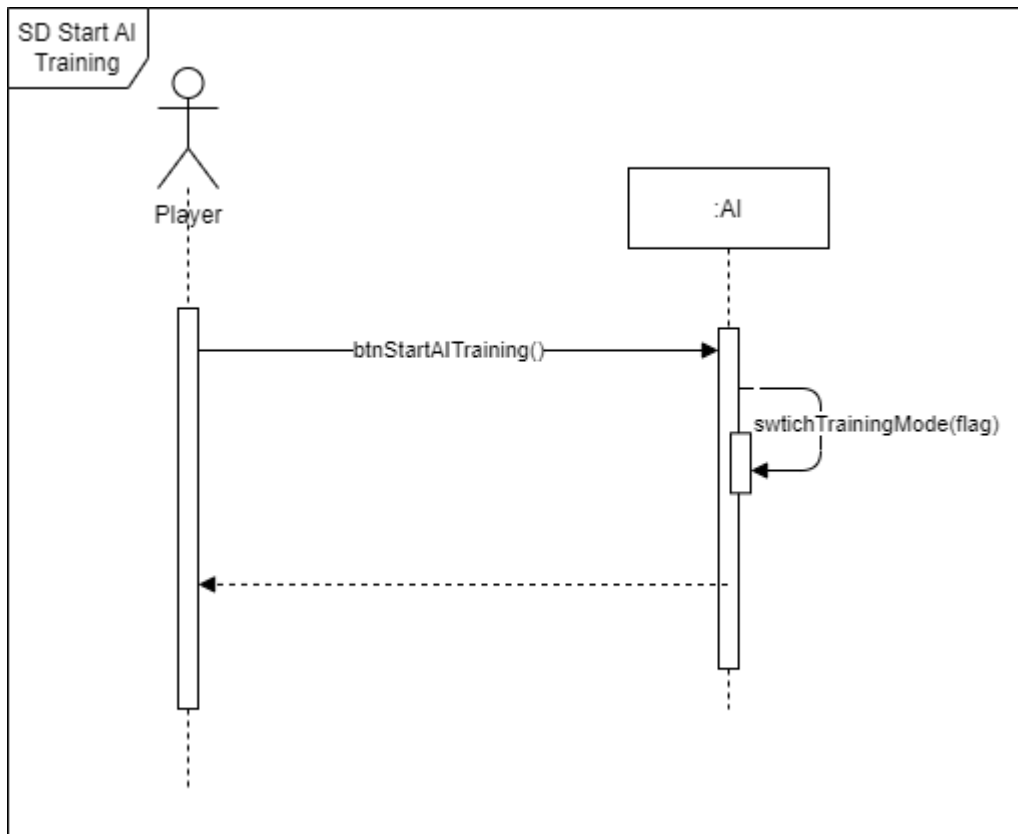 SD Start AI
Training
Player
:AI
btnStartAITraining()
swtichTrainingMode(flag)